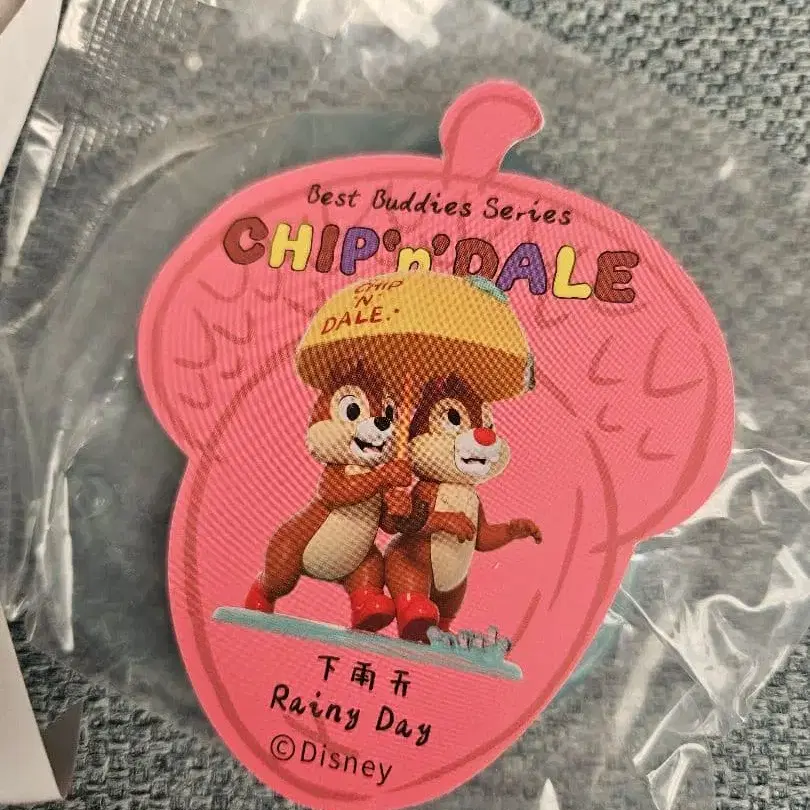 Best Buddies Series
CHIP'n'DALE
CHIP
'N'
DALE.
下雨天
Rainy Day
©Disney